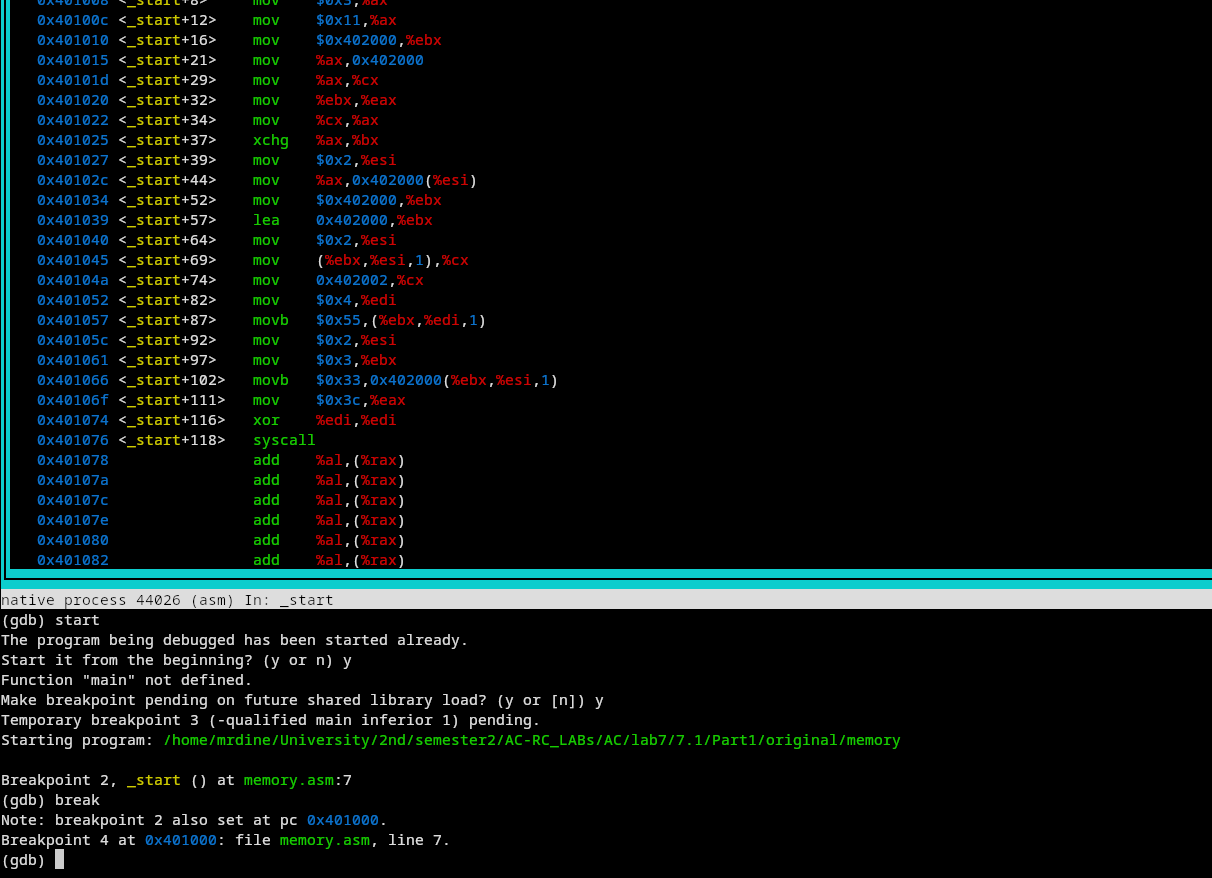 0x401008 <_start+8> mov $0x3,%ax
0x40100c <_start+12> mov $0x11,%ax
0x401010 <_start+16> mov $0x402000,%ebx
0x401015 <_start+21> mov %ax,0x402000
0x40101d <_start+29> mov %ax,%cx
0x401020 <_start+32> mov %ebx,%eax
0x401022 <_start+34> mov %cx,%ax
0x401025 <_start+37> xchg %ax,%bx
0x401027 <_start+39> mov $0x2,%esi
0x40102c <_start+44> mov %ax,0x402000(%esi)
0x401034 <_start+52> mov $0x402000,%ebx
0x401039 <_start+57> lea 0x402000,%ebx
0x401040 <_start+64> mov $0x2,%esi
0x401045 <_start+69> mov (%ebx,%esi,1),%cx
0x40104a <_start+74> mov 0x402002,%cx
0x401052 <_start+82> mov $0x4,%edi
0x401057 <_start+87> movb $0x55,(%ebx,%edi,1)
0x40105c <_start+92> mov $0x2,%esi
0x401061 <_start+97> mov $0x3,%ebx
0x401066 <_start+102> movb $0x33,0x402000(%ebx,%esi,1)
0x40106f <_start+111> mov $0x3c,%eax
0x401074 <_start+116> xor %edi,%edi
0x401076 <_start+118> syscall
0x401078 add %al,(%rax)
0x40107a add %al,(%rax)
0x40107c add %al,(%rax)
0x40107e add %al,(%rax)
0x401080 add %al,(%rax)
0x401082 add %al,(%rax)
native process 44026 (asm) In: _start
(gdb) start
The program being debugged has been started already.
Start it from the beginning? (y or n) y
Function "main" not defined.
Make breakpoint pending on future shared library load? (y or [n]) y
Temporary breakpoint 3 (-qualified main inferior 1) pending.
Starting program: /home/mrdine/University/2nd/semester2/AC-RC_LABs/AC/lab7/7.1/Part1/original/memory
Breakpoint 2, _start () at memory.asm:7
(gdb) break
Note: breakpoint 2 also set at pc 0x401000.
Breakpoint 4 at 0x401000: file memory.asm, line 7.
(gdb)